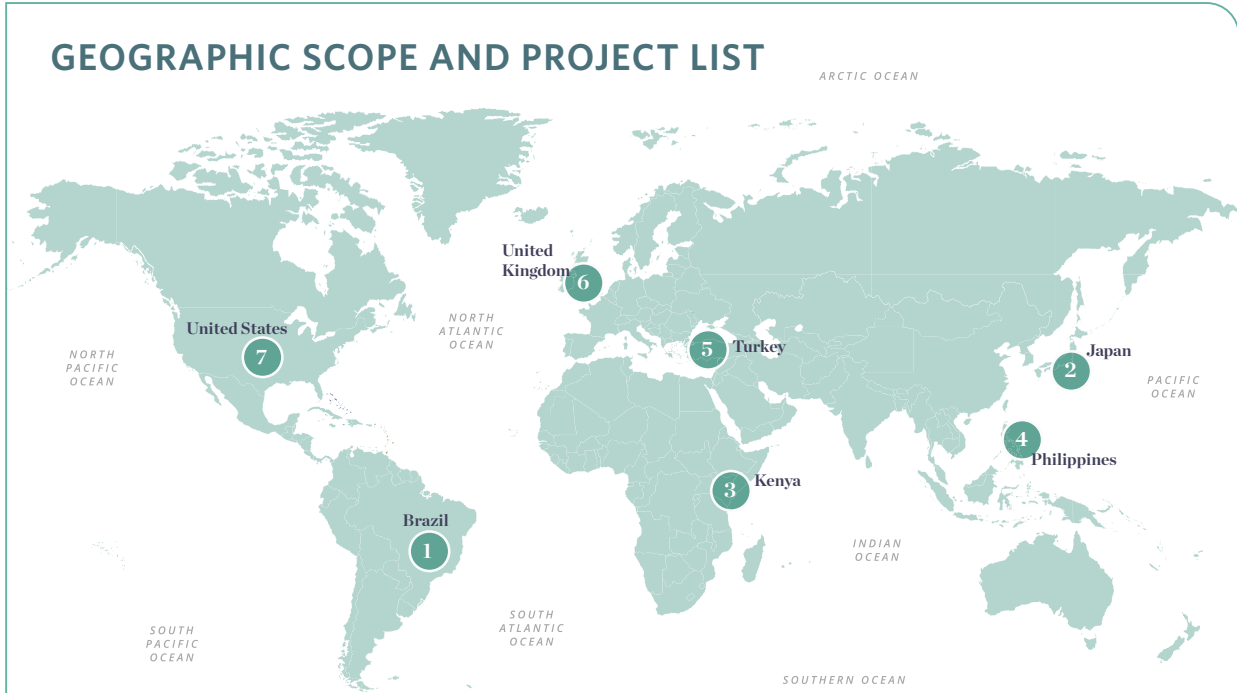 GEOGRAPHIC SCOPE AND PROJECT LIST
ARCTIC OCEAN
United
Kingdom
6
NORTH
ATLANTIC
OCEAN
United States
7
NORTH
PACIFIC
OCEAN
5
Turkey
Japan
2
PACIFIC
OCEAN
4
Philippines
3
Kenya
Brazil
1
INDIAN
OCEAN
SOUTH
ATLANTIC
OCEAN
SOUTH
PACIFIC
OCEAN
SOUTHERN OCEAN